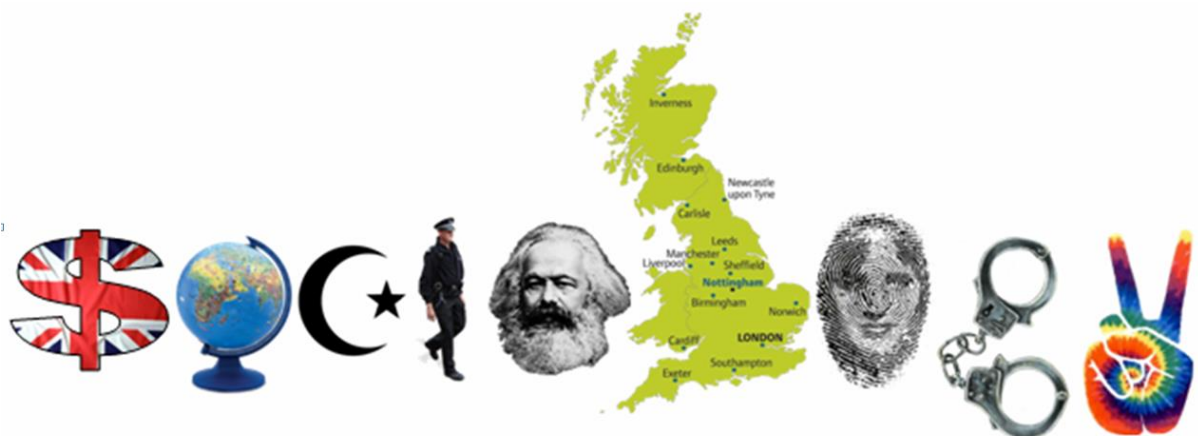 Inverness
Edinburgh
Newcastle
upon Tyne
Carlisle
Leeds
Manchester
Liverpool
Sheffield
Nottingham
Birmingham
Norwich
Cardiff
LONDON
Southampton
Exeter